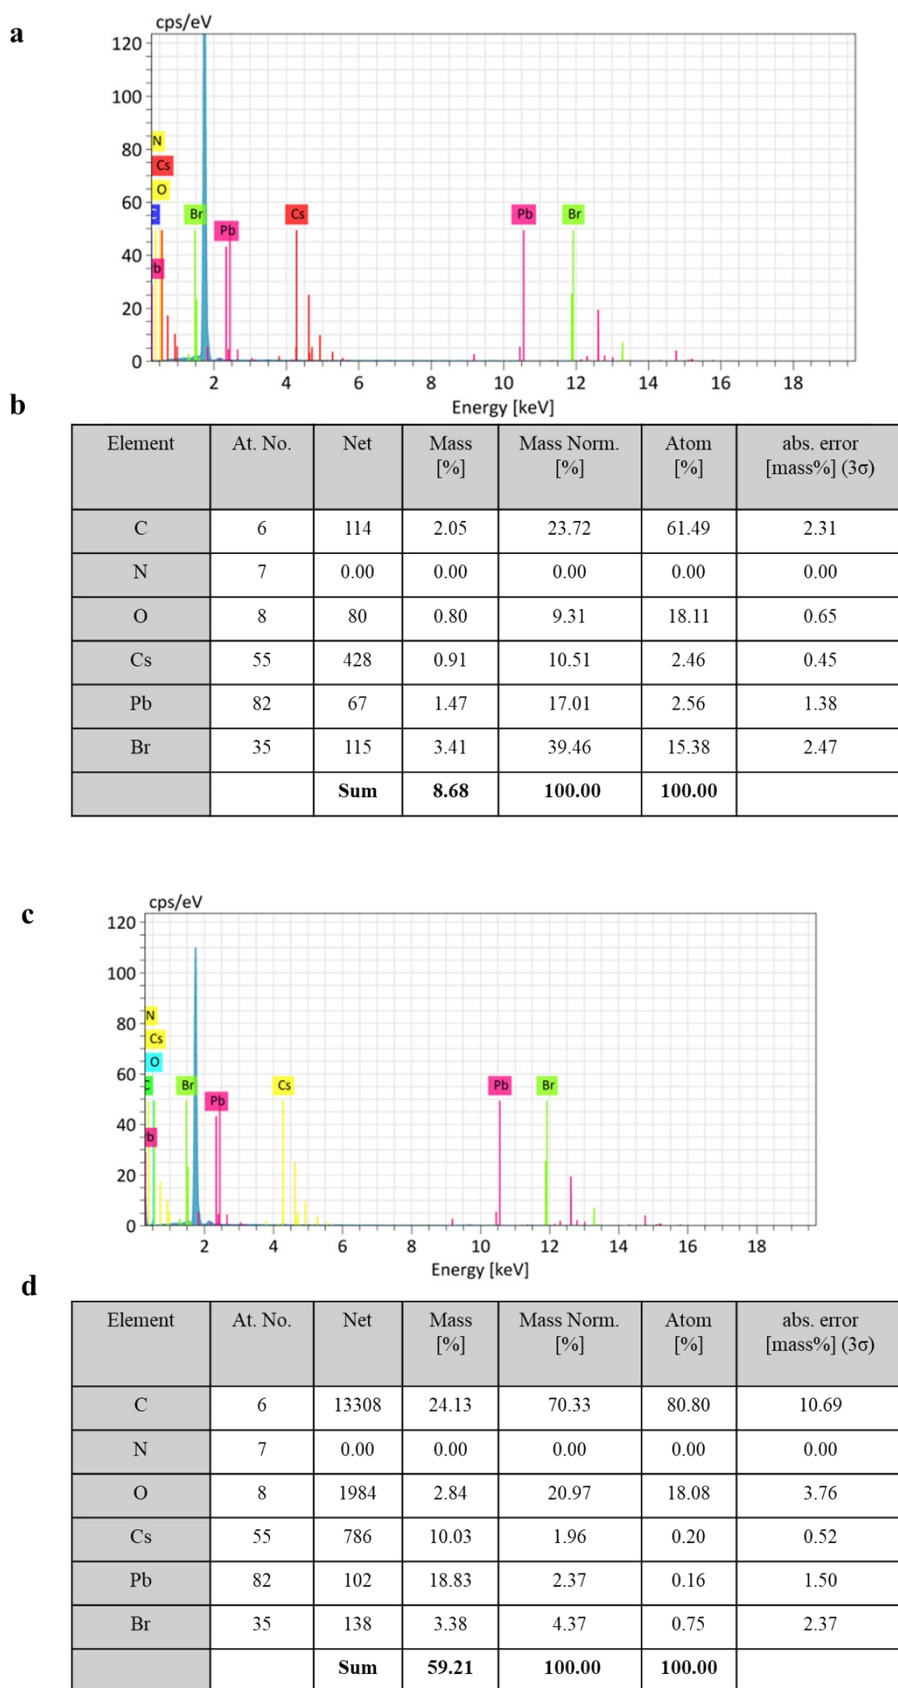 a
cps/eV
120
100
80
60
40
20
0
N
Cs
O
C
b
Br
Pb
Cs
Pb
Br
2 4 6 8 10 12 14 16 18
Energy [keV]
b
Element At. No. Net Mass [%] Mass Norm. [%] Atom [%] abs. error [mass%] (3σ)
C 6 114 2.05 23.72 61.49 2.31
N 7 0.00 0.00 0.00 0.00 0.00
O 8 80 0.80 9.31 18.11 0.65
Cs 55 428 0.91 10.51 2.46 0.45
Pb 82 67 1.47 17.01 2.56 1.38
Br 35 115 3.41 39.46 15.38 2.47
Sum 8.68 100.00 100.00
c
cps/eV
120
100
80
60
40
20
0
N
Cs
O
C
b
Br
Pb
Cs
Pb
Br
2 4 6 8 10 12 14 16 18
Energy [keV]
d
Element At. No. Net Mass [%] Mass Norm. [%] Atom [%] abs. error [mass%] (3σ)
C 6 13308 24.13 70.33 80.80 10.69
N 7 0.00 0.00 0.00 0.00 0.00
O 8 1984 2.84 20.97 18.08 3.76
Cs 55 786 10.03 1.96 0.20 0.52
Pb 82 102 18.83 2.37 0.16 1.50
Br 35 138 3.38 4.37 0.75 2.37
Sum 59.21 100.00 100.00